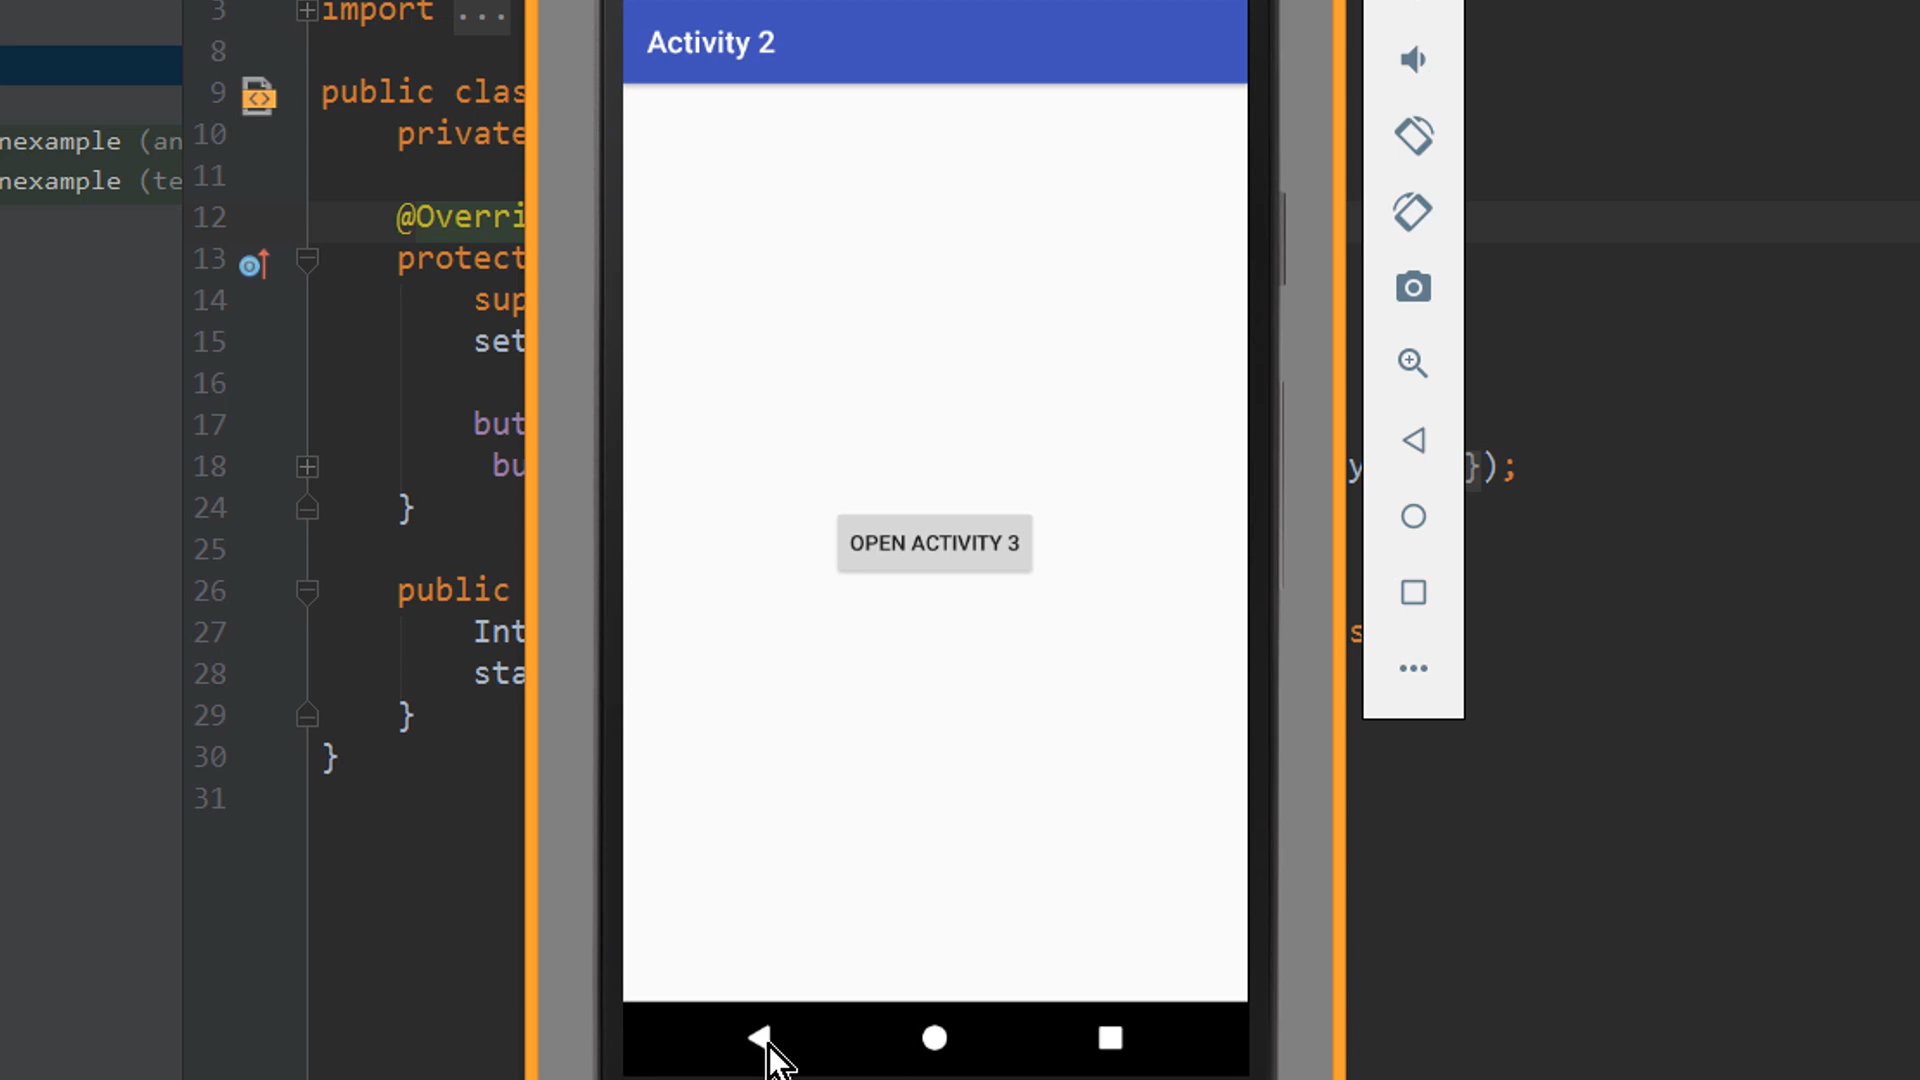 nexample (an
nexample (te
3 import ...
8
9 public clas
10 private
11
12 @Overri
13 protect
14 sup
15 set
16
17 but
18 bu y });
24 }
25
26 public
27 Int s
28 sta
29 }
30 }
31
Activity 2
OPEN ACTIVITY 3